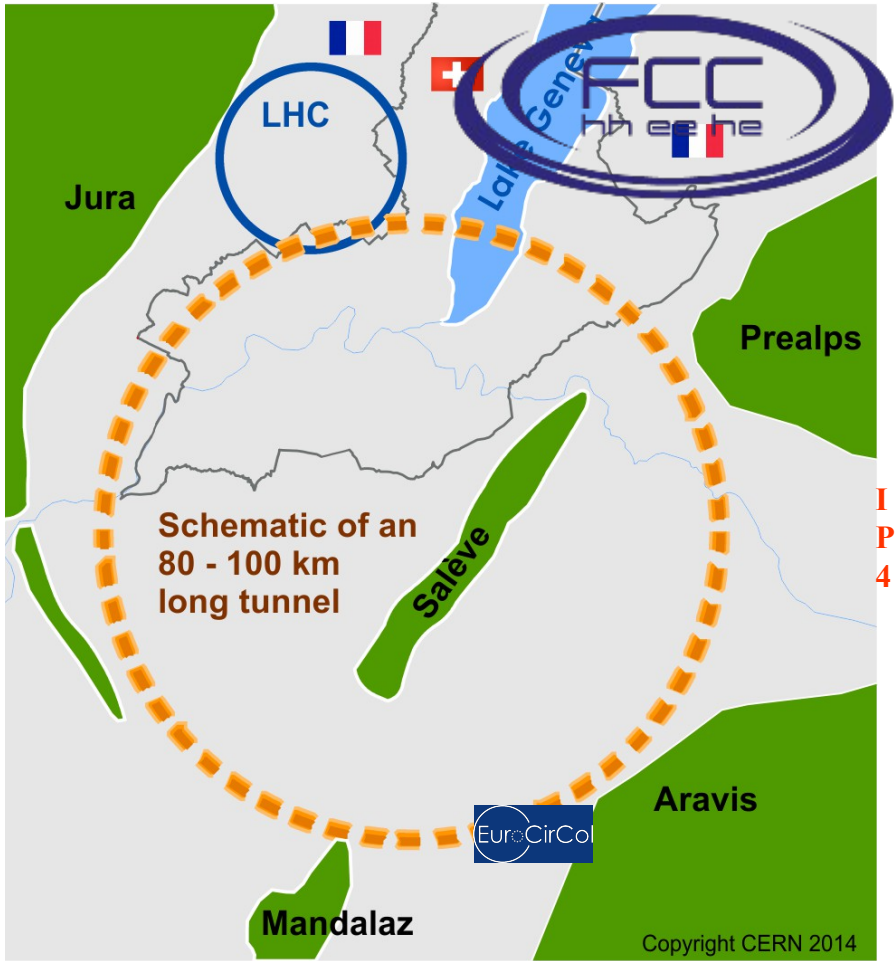 FCC
hh ee he
LHC
Lake Geneva
Jura
Prealps
I
P
4
Schematic of an
80 - 100 km
long tunnel
Salève
Aravis
EuroCirCol
Mandalaz
Copyright CERN 2014